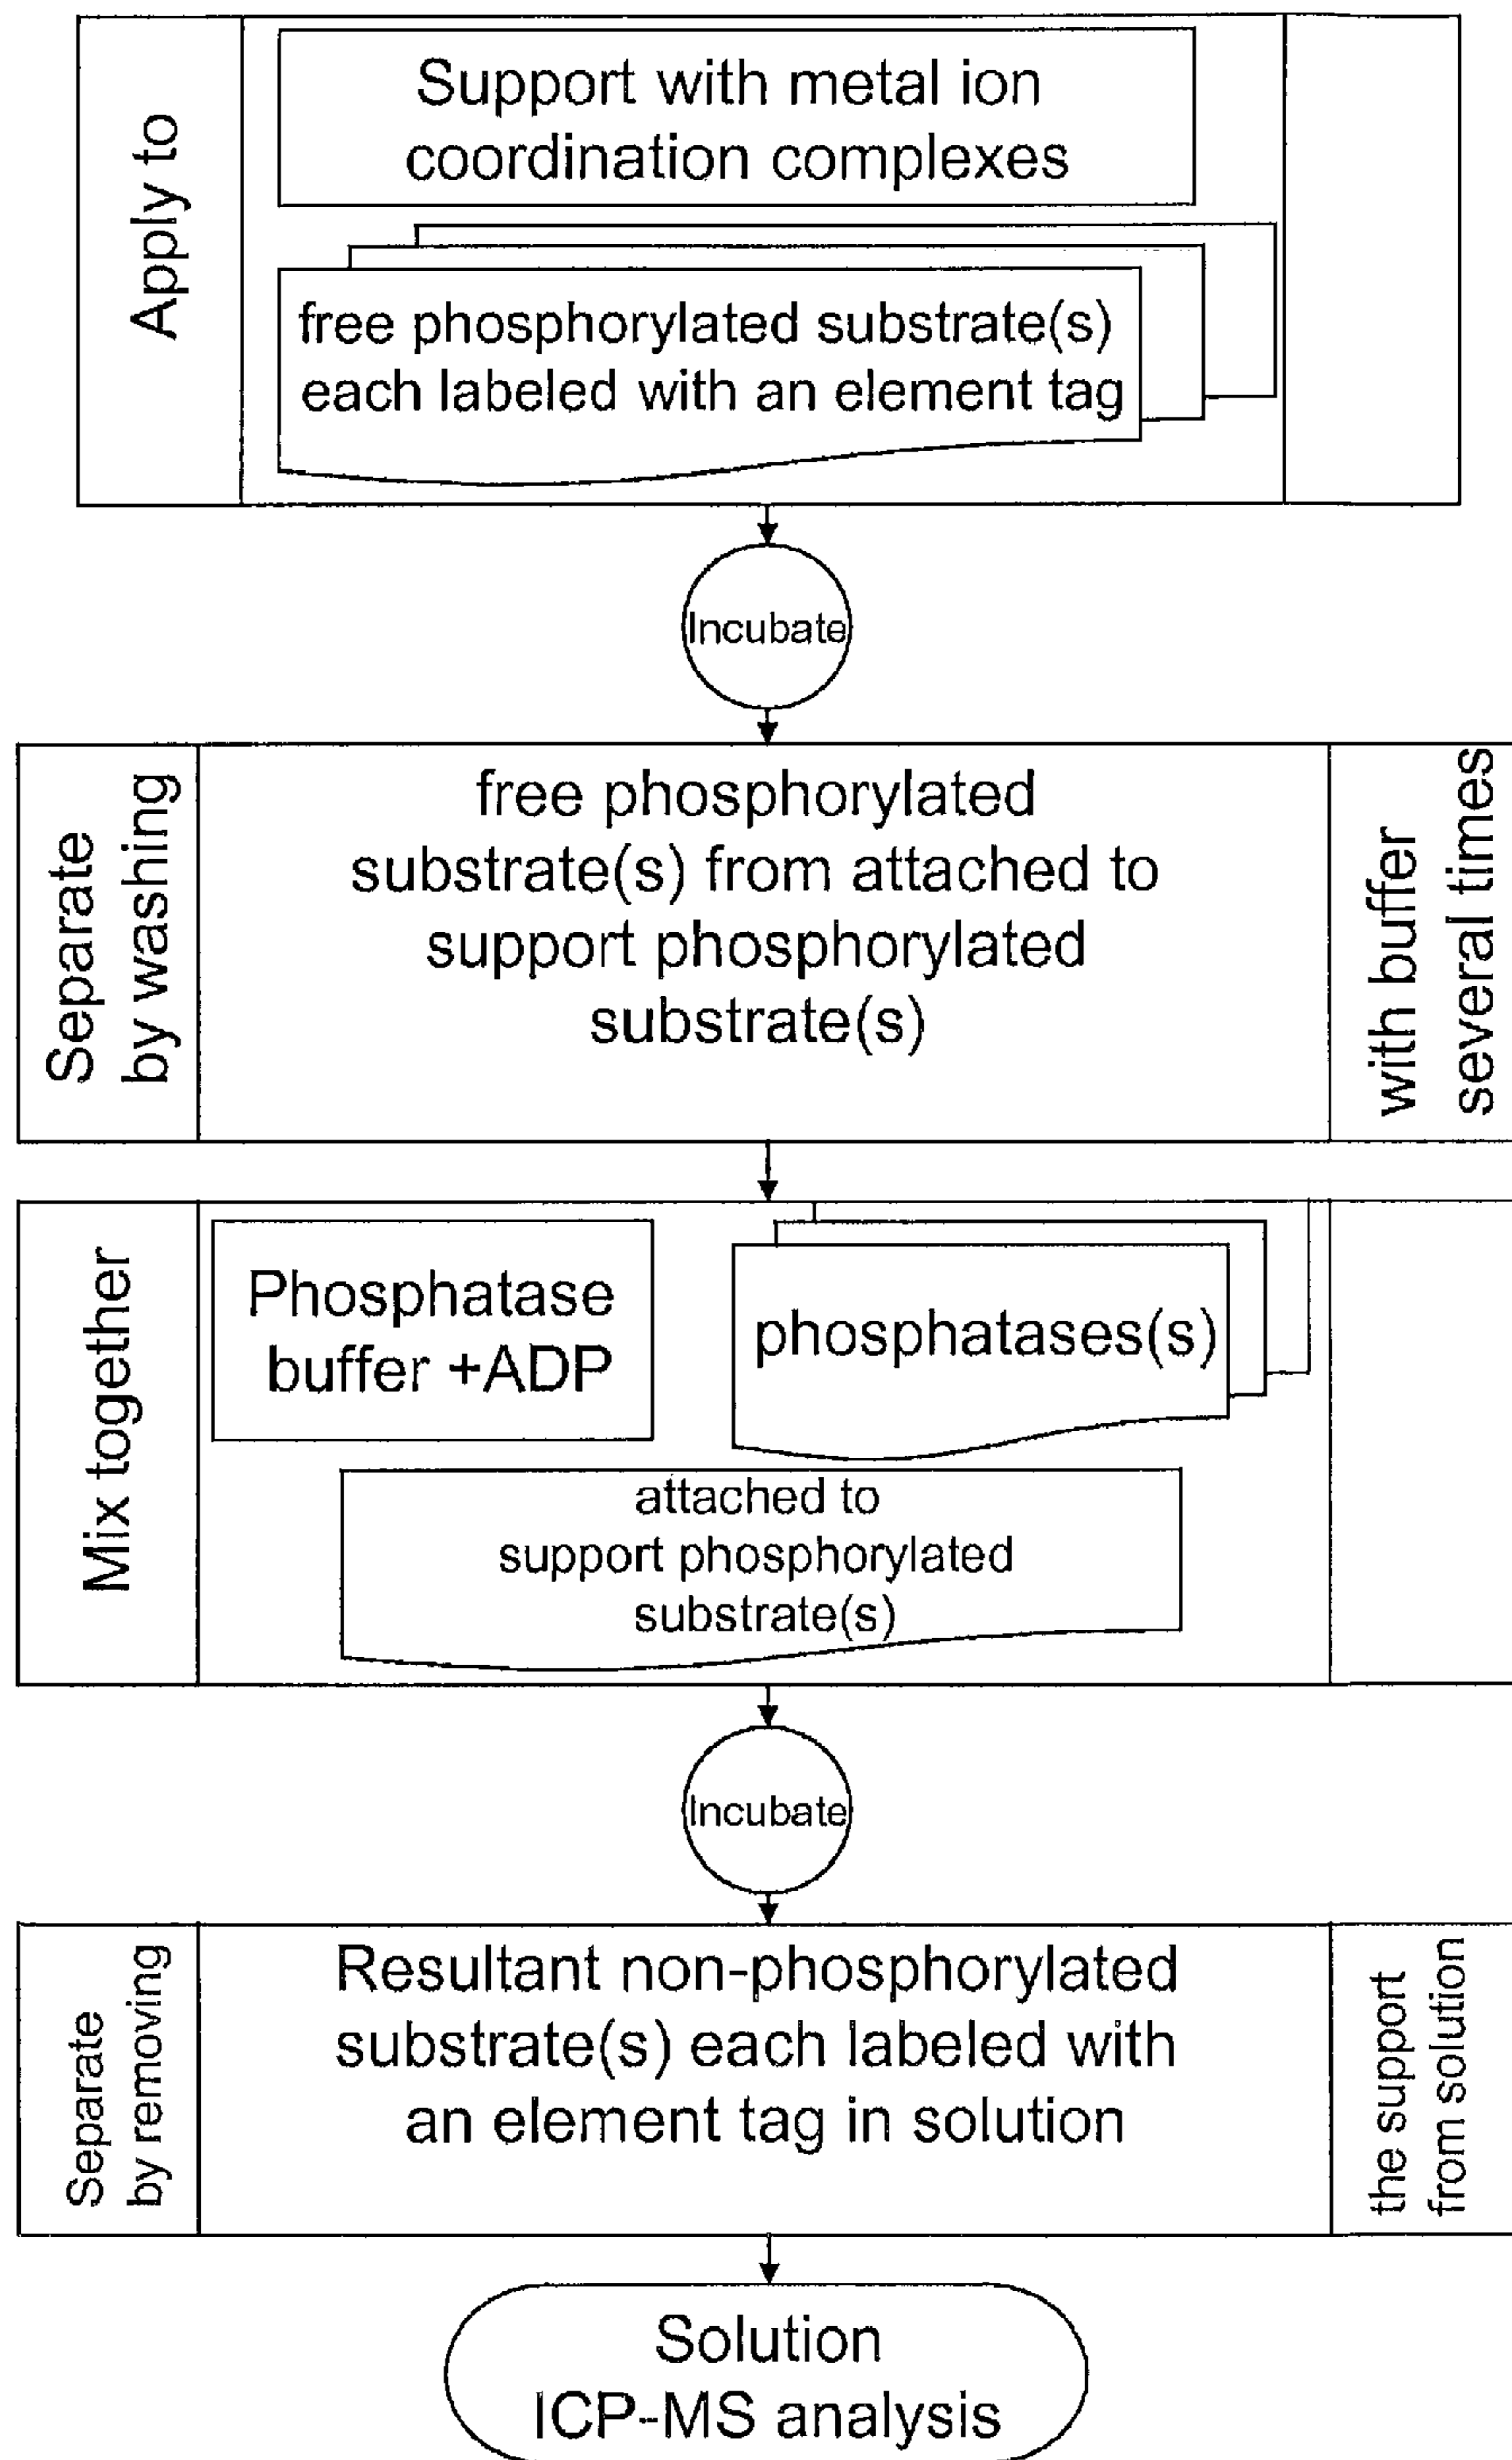 Apply to
Support with metal ion
coordination complexes
free phosphorylated substrate(s)
each labeled with an element tag
Incubate
Separate
by washing
free phosphorylated
substrate(s) from attached to
support phosphorylated
substrate(s)
with buffer
several times
Mix together
Phosphatase
buffer +ADP
phosphatases(s)
attached to
support phosphorylated
substrate(s)
Incubate
Separate
by removing
Resultant non-phosphorylated
substrate(s) each labeled with
an element tag in solution
the support
from solution
Solution
ICP-MS analysis